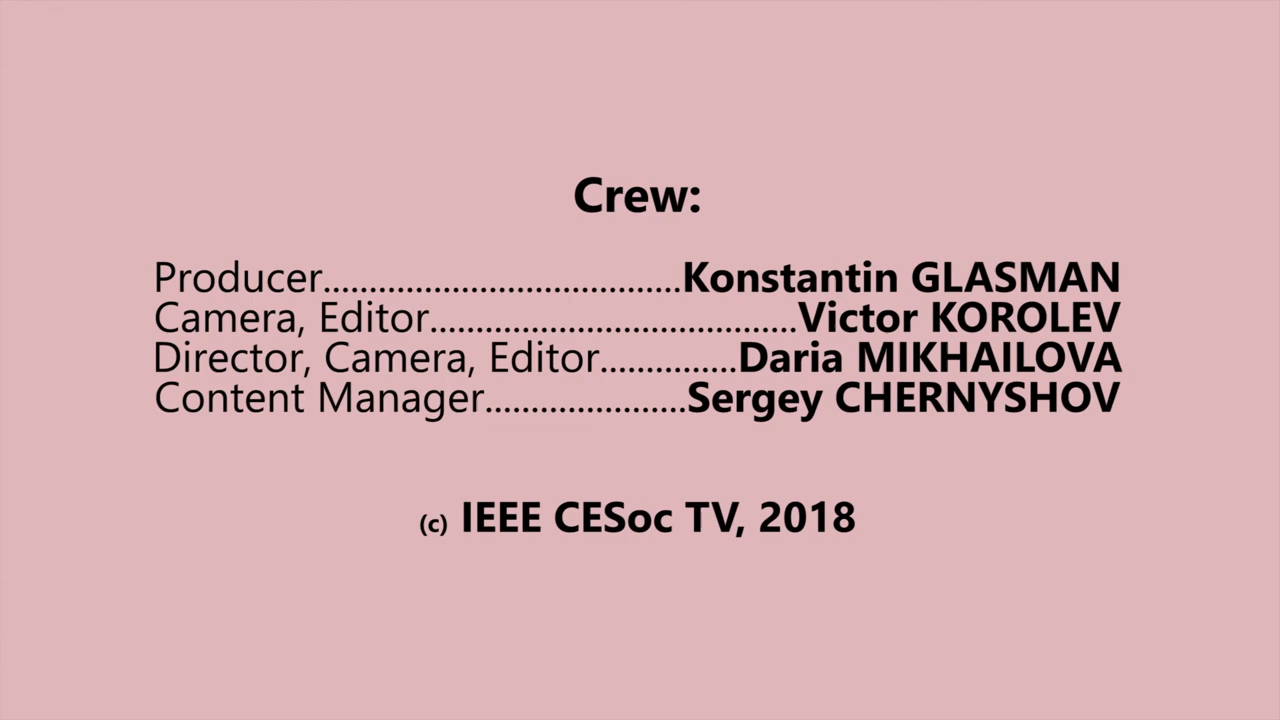 Crew:
Producer.......................................Konstantin GLASMAN
Camera, Editor........................................Victor KOROLEV
Director, Camera, Editor...............Daria MIKHAILOVA
Content Manager......................Sergey CHERNYSHOV
(c) IEEE CESoc TV, 2018